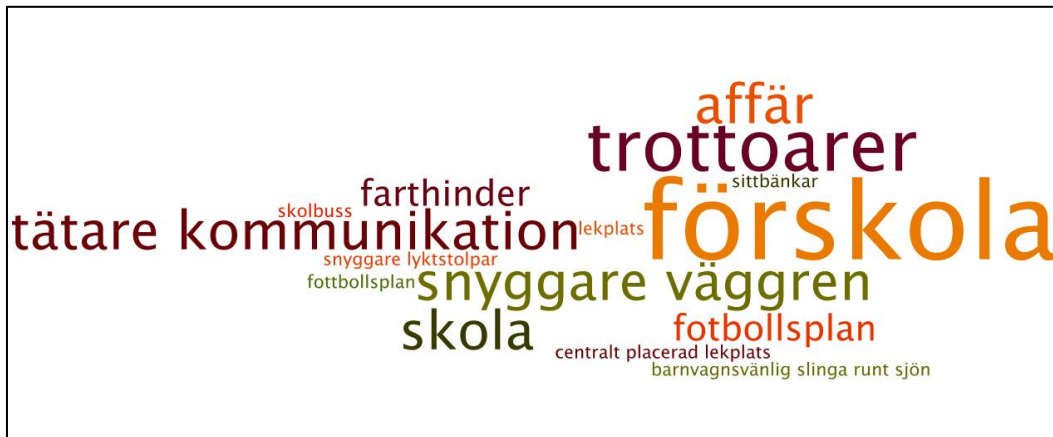 affär
trottoarer
sittbänkar
farthinder
förskola
skolbuss
tätare kommunikation
lekplats
snyggare lyktstolpar
fottbollsplan
snyggare väggren
skola
fotbollsplan
centralt placerad lekplats
barnvagnsvänlig slinga runt sjön